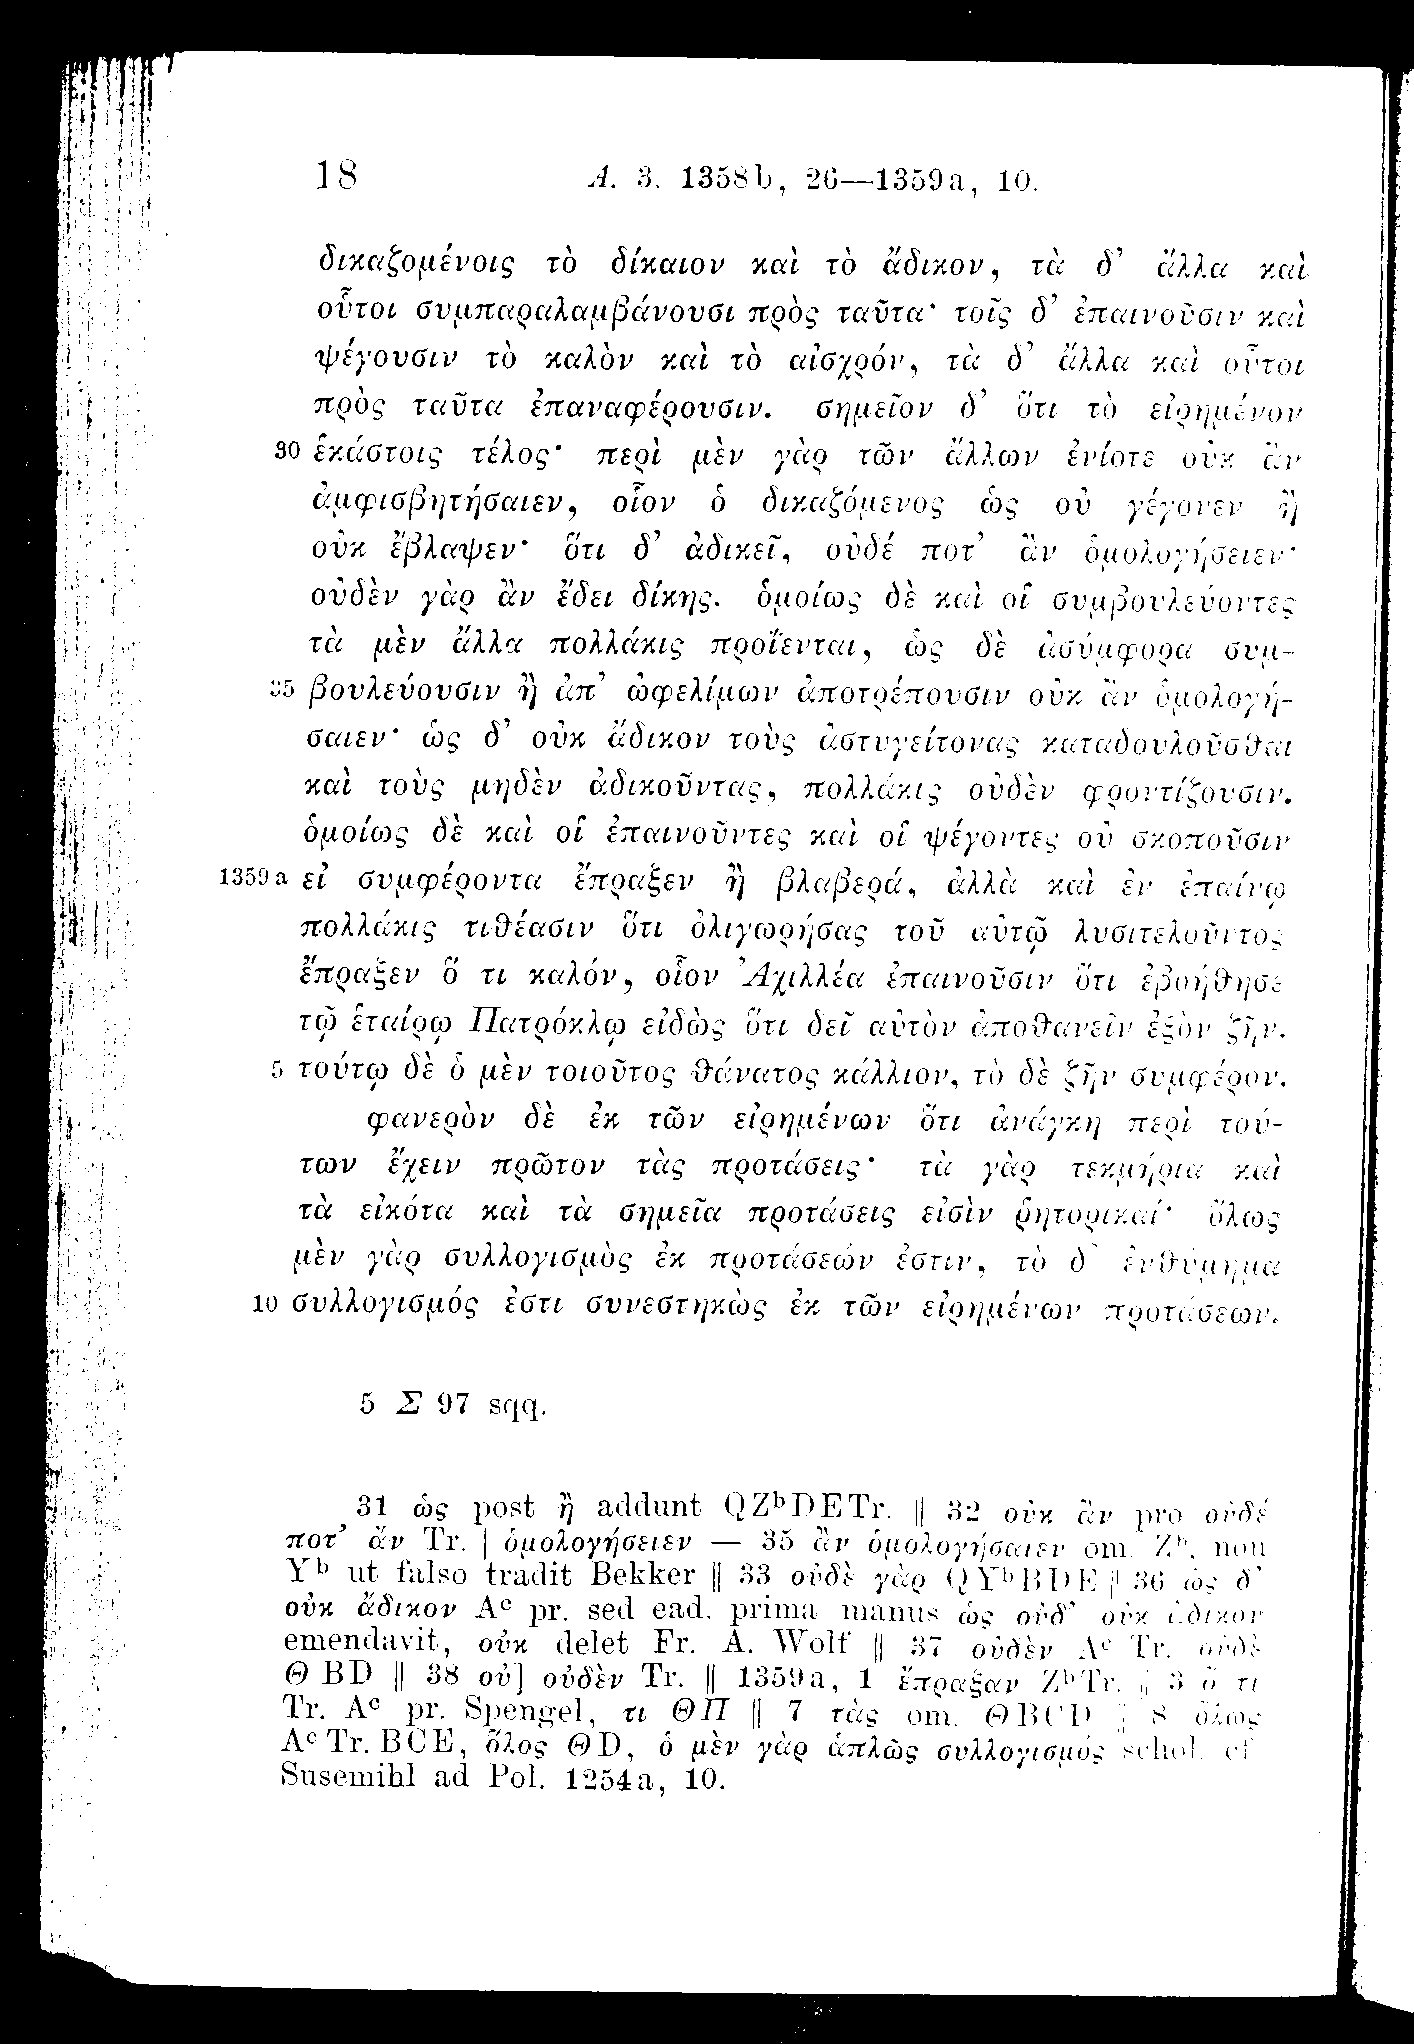 18 Α. 3. 1358b, 26—1359a, 10.
δικαζομένοις τὸ δίκαιον καὶ τὸ ἄδικον, τὰ δ’ ἄλλα καὶ
οὗτοι συμπαραλαμβάνουσι πρὸς ταῦτα· τοῖς δ’ ἐπαινοῦσιν καὶ
ψέγουσιν τὸ καλὸν καὶ τὸ αἰσχρόν, τὰ δ’ ἄλλα καὶ οὗτοι
πρὸς ταῦτα ἐπαναφέρουσιν. σημεῖον δ’ ὅτι τὸ εἰρημένον
30 ἑκάστοις τέλος· περὶ μὲν γὰρ τῶν ἄλλων ἐνίοτε οὐκ ἂν
ἀμφισβητήσαιεν, οἷον ὁ δικαζόμενος ὡς οὐ γέγονεν ἢ
οὐκ ἔβλαψεν· ὅτι δ’ ἀδικεῖ, οὐδέ ποτ’ ἂν ὁμολογήσειεν·
οὐδὲν γὰρ ἂν ἔδει δίκης. ὁμοίως δὲ καὶ οἱ συμβουλεύοντες
τὰ μὲν ἄλλα πολλάκις προΐενται, ὡς δὲ ἀσύμφορα συμ-
35 βουλεύουσιν ἢ ἀπ’ ὠφελίμων ἀποτρέπουσιν οὐκ ἂν ὁμολογή-
σαιεν· ὡς δ’ οὐκ ἄδικον τοὺς ἀστυγείτονας καταδουλοῦσθαι
καὶ τοὺς μηδὲν ἀδικοῦντας, πολλάκις οὐδὲν φροντίζουσιν.
ὁμοίως δὲ καὶ οἱ ἐπαινοῦντες καὶ οἱ ψέγοντες οὐ σκοποῦσιν
1359a εἰ συμφέροντα ἔπραξεν ἢ βλαβερά, ἀλλὰ καὶ ἐν ἐπαίνῳ
πολλάκις τιθέασιν ὅτι ὀλιγωρήσας τοῦ αὑτῷ λυσιτελοῦντος
ἔπραξεν ὅ τι καλόν, οἷον Ἀχιλλέα ἐπαινοῦσιν ὅτι ἐβοήθησε
τῷ ἑταίρῳ Πατρόκλῳ εἰδὼς ὅτι δεῖ αὐτὸν ἀποθανεῖν ἐξὸν ζῆν.
5 τούτῳ δὲ ὁ μὲν τοιοῦτος θάνατος κάλλιον, τὸ δὲ ζῆν συμφέρον.
φανερὸν δὲ ἐκ τῶν εἰρημένων ὅτι ἀνάγκη περὶ τού-
των ἔχειν πρῶτον τὰς προτάσεις· τὰ γὰρ τεκμήρια καὶ
τὰ εἰκότα καὶ τὰ σημεῖα προτάσεις εἰσὶν ῥητορικαί· ὅλως
μὲν γὰρ συλλογισμὸς ἐκ προτάσεών ἐστιν, τὸ δ’ ἐνθύμημα
10 συλλογισμός ἐστι συνεστηκὼς ἐκ τῶν εἰρημένων προτάσεων.
5 Σ 97 sqq.
31 ὡς post ἢ addunt QZᵇDETr. || 32 οὐκ ἂν pro οὐδέ
ποτ’ ἄν Tr. | ὁμολογήσειεν — 35 ἂν ὁμολογήσαιεν om. Zᵇ, non
Yᵇ ut falso tradit Bekker || 33 οὐδὲ γὰρ QYᵇBDE || 36 ὡς δ’
οὐκ ἄδικον Aᶜ pr. sed ead. prima manus ὡς οὐδ’ οὐκ ἄδικον
emendavit, οὐκ delet Fr. A. Wolf || 37 οὐδὲν Aᶜ Tr. οὐδὲ
Θ BD || 38 οὐ] οὐδὲν Tr. || 1359a, 1 ἔπραξαν ZᵇTr. || 3 ὅ τι
Tr. Aᶜ pr. Spengel, τι ΘΠ || 7 τὰς om. ΘBCD || 8 ὅλως
Aᶜ Tr. BCE, ὅλος ΘD, ὁ μὲν γὰρ ἁπλῶς συλλογισμός schol. cf
Susemihl ad Pol. 1254a, 10.